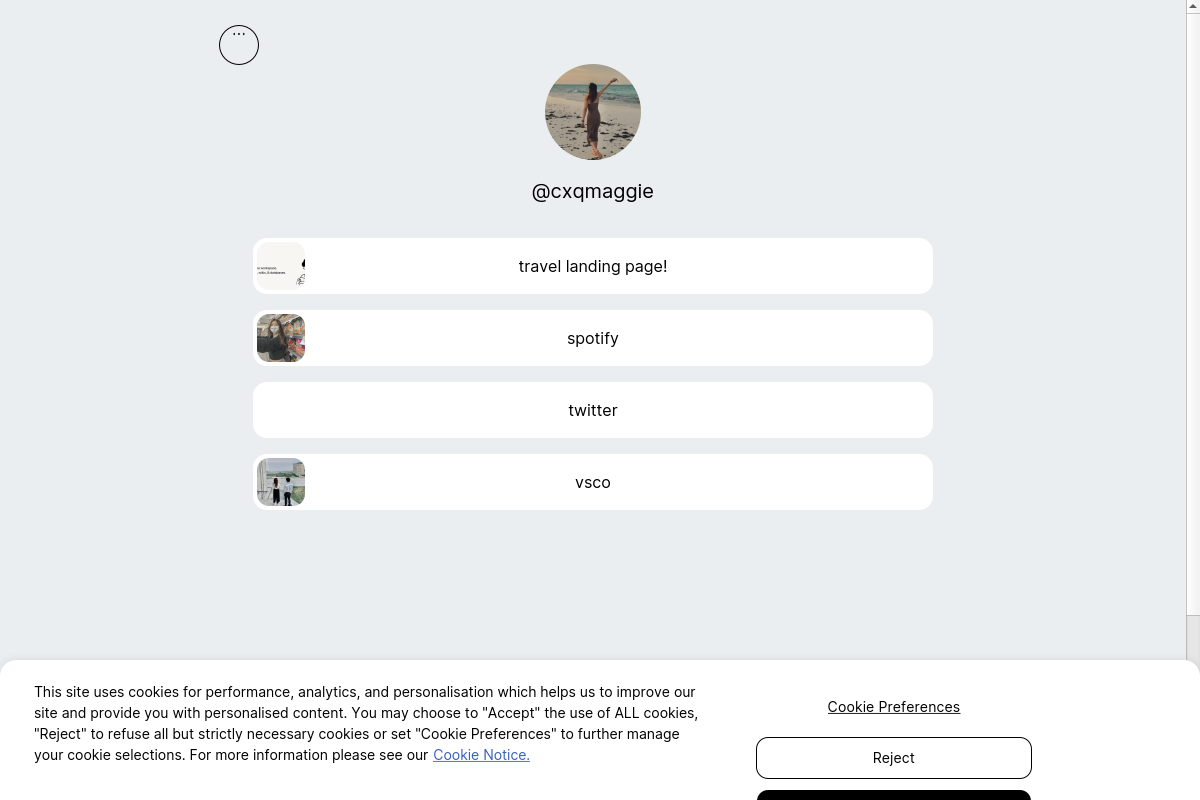 ...
@cxqmaggie
travel landing page!
spotify
twitter
vsco
This site uses cookies for performance, analytics, and personalisation which helps us to improve our
site and provide you with personalised content. You may choose to "Accept" the use of ALL cookies,
"Reject" to refuse all but strictly necessary cookies or set "Cookie Preferences" to further manage
your cookie selections. For more information please see our Cookie Notice.
Cookie Preferences
Reject